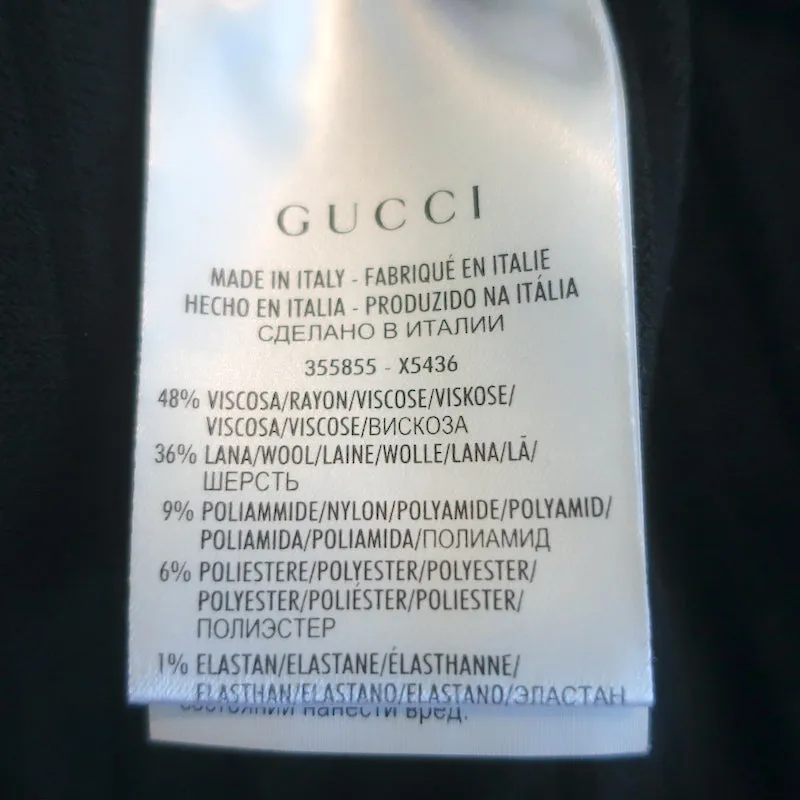 GUCCI
MADE IN ITALY - FABRIQUÉ EN ITALIE
HECHO EN ITALIA - PRODUZIDO NA ITÁLIA
СДЕЛАНО В ИТАЛИИ
355855 - X5436
48% VISCOSA/RAYON/VISCOSE/VISKOSE/
VISCOSA/VISCOSE/ВИСКОЗА
36% LANA/WOOL/LAINE/WOLLE/LANA/LÃ/
ШЕРСТЬ
9% POLIAMMIDE/NYLON/POLYAMIDE/POLYAMID/
POLIAMIDA/POLIAMIDA/ПОЛИАМИД
6% POLIESTERE/POLYESTER/POLYESTER/
POLYESTER/POLIÉSTER/POLIESTER/
ПОЛИЭСТЕР
1% ELASTAN/ELASTANE/ÉLASTHANNE/
ELASTHAN/ELASTANO/ELASTANO/ЭЛАСТАН
состоянии нанести вред.